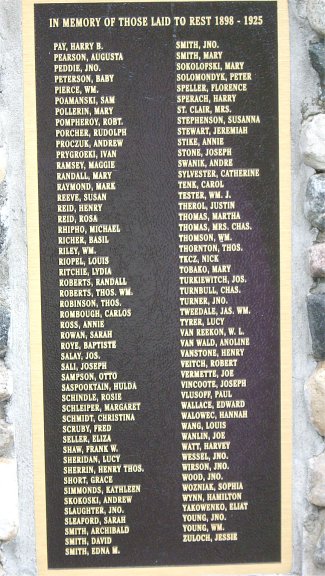 IN MEMORY OF THOSE LAID TO REST 1898 - 1925
PAY, HARRY B.
PEARSON, AUGUSTA
PEDDIE, JNO.
PETERSON, BABY
PIERCE, WM.
POAMANSKI, SAM
POLLERIN, MARY
POMPHEROY, ROBT.
PORCHER, RUDOLPH
PROCZUK, ANDREW
PRYGROEKI, IVAN
RAMSEY, MAGGIE
RANDALL, MARY
RAYMOND, MARK
REEVE, SUSAN
REID, HENRY
REID, ROSA
RHIPHO, MICHAEL
RICHER, BASIL
RILEY, WM.
RIOPEL, LOUIS
RITCHIE, LYDIA
ROBERTS, RANDALL
ROBERTS, THOS. WM.
ROBINSON, THOS.
ROMBOUGH, CARLOS
ROSS, ANNIE
ROWAN, SARAH
ROYE, BAPTISTE
SALAY, JOS.
SALI, JOSEPH
SAMPSON, OTTO
SASPOOKTAIN, HULDA
SCHINDLE, ROSIE
SCHLEIPER, MARGARET
SCHMIDT, CHRISTINA
SCRUBY, FRED
SELLER, ELIZA
SHAW, FRANK W.
SHERIDAN, LUCY
SHERRIN, HENRY THOS.
SHORT, GRACE
SIMMONDS, KATHLEEN
SKOKOSKI, ANDREW
SLAUGHTER, JNO.
SLEAFORD, SARAH
SMITH, ARCHIBALD
SMITH, DAVID
SMITH, EDNA M.
SMITH, JNO.
SMITH, MARY
SOKOLOFSKI, MARY
SOLOMONDYK, PETER
SPELLER, FLORENCE
SPERACH, HARRY
ST. CLAIR, MRS.
STEPHENSON, SUSANNA
STEWART, JEREMIAH
STIKE, ANNIE
STONE, JOSEPH
SWANIK, ANDRE
SYLVESTER, CATHERINE
TENK, CAROL
TESTER, WM. J.
THEROL, JUSTIN
THOMAS, MARTHA
THOMAS, MRS. CHAS.
THOMSON, WM.
THORNTON, THOS.
TKCZ, NICK
TOBAKO, MARY
TURKIEWITCH, JOS.
TURNBULL, CHAS.
TURNER, JNO.
TWEEDALE, JAS. WM.
TYRER, LUCY
VAN REEKON, W. L.
VAN WALD, ANOLINE
VANSTONE, HENRY
VEITCH, ROBERT
VERMETTE, JOE
VINCOOTE, JOSEPH
VLUSOFF, PAUL
WALLACE, EDWARD
WALOWEC, HANNAH
WANG, LOUIS
WANLIN, JOE
WATT, HARVEY
WESSEL, JNO.
WIRSON, JNO.
WOOD, JNO.
WOZNIAK, SOPHIA
WYNN, HAMILTON
YAKOWENKO, ELIAT
YOUNG, JNO.
YOUNG, WM.
ZULOCH, JESSIE